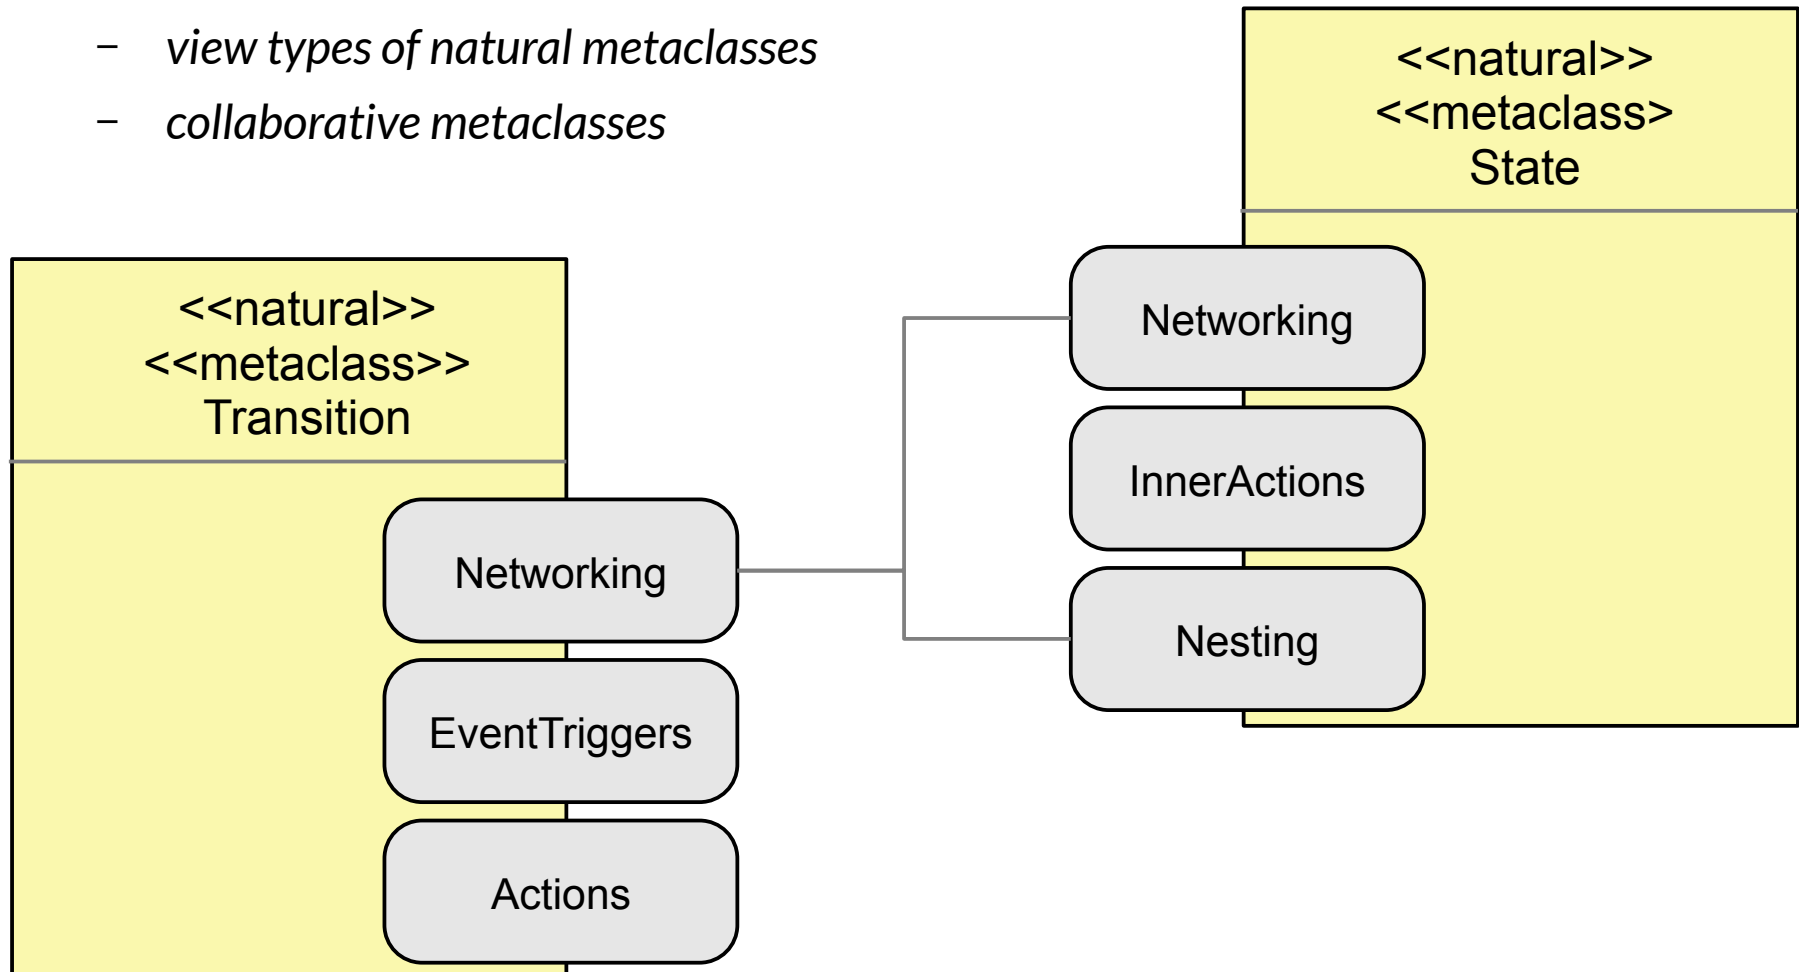 – view types of natural metaclasses
– collaborative metaclasses
<<natural>>
<<metaclass>
State
Networking
InnerActions
Nesting
<<natural>>
<<metaclass>>
Transition
Networking
EventTriggers
Actions